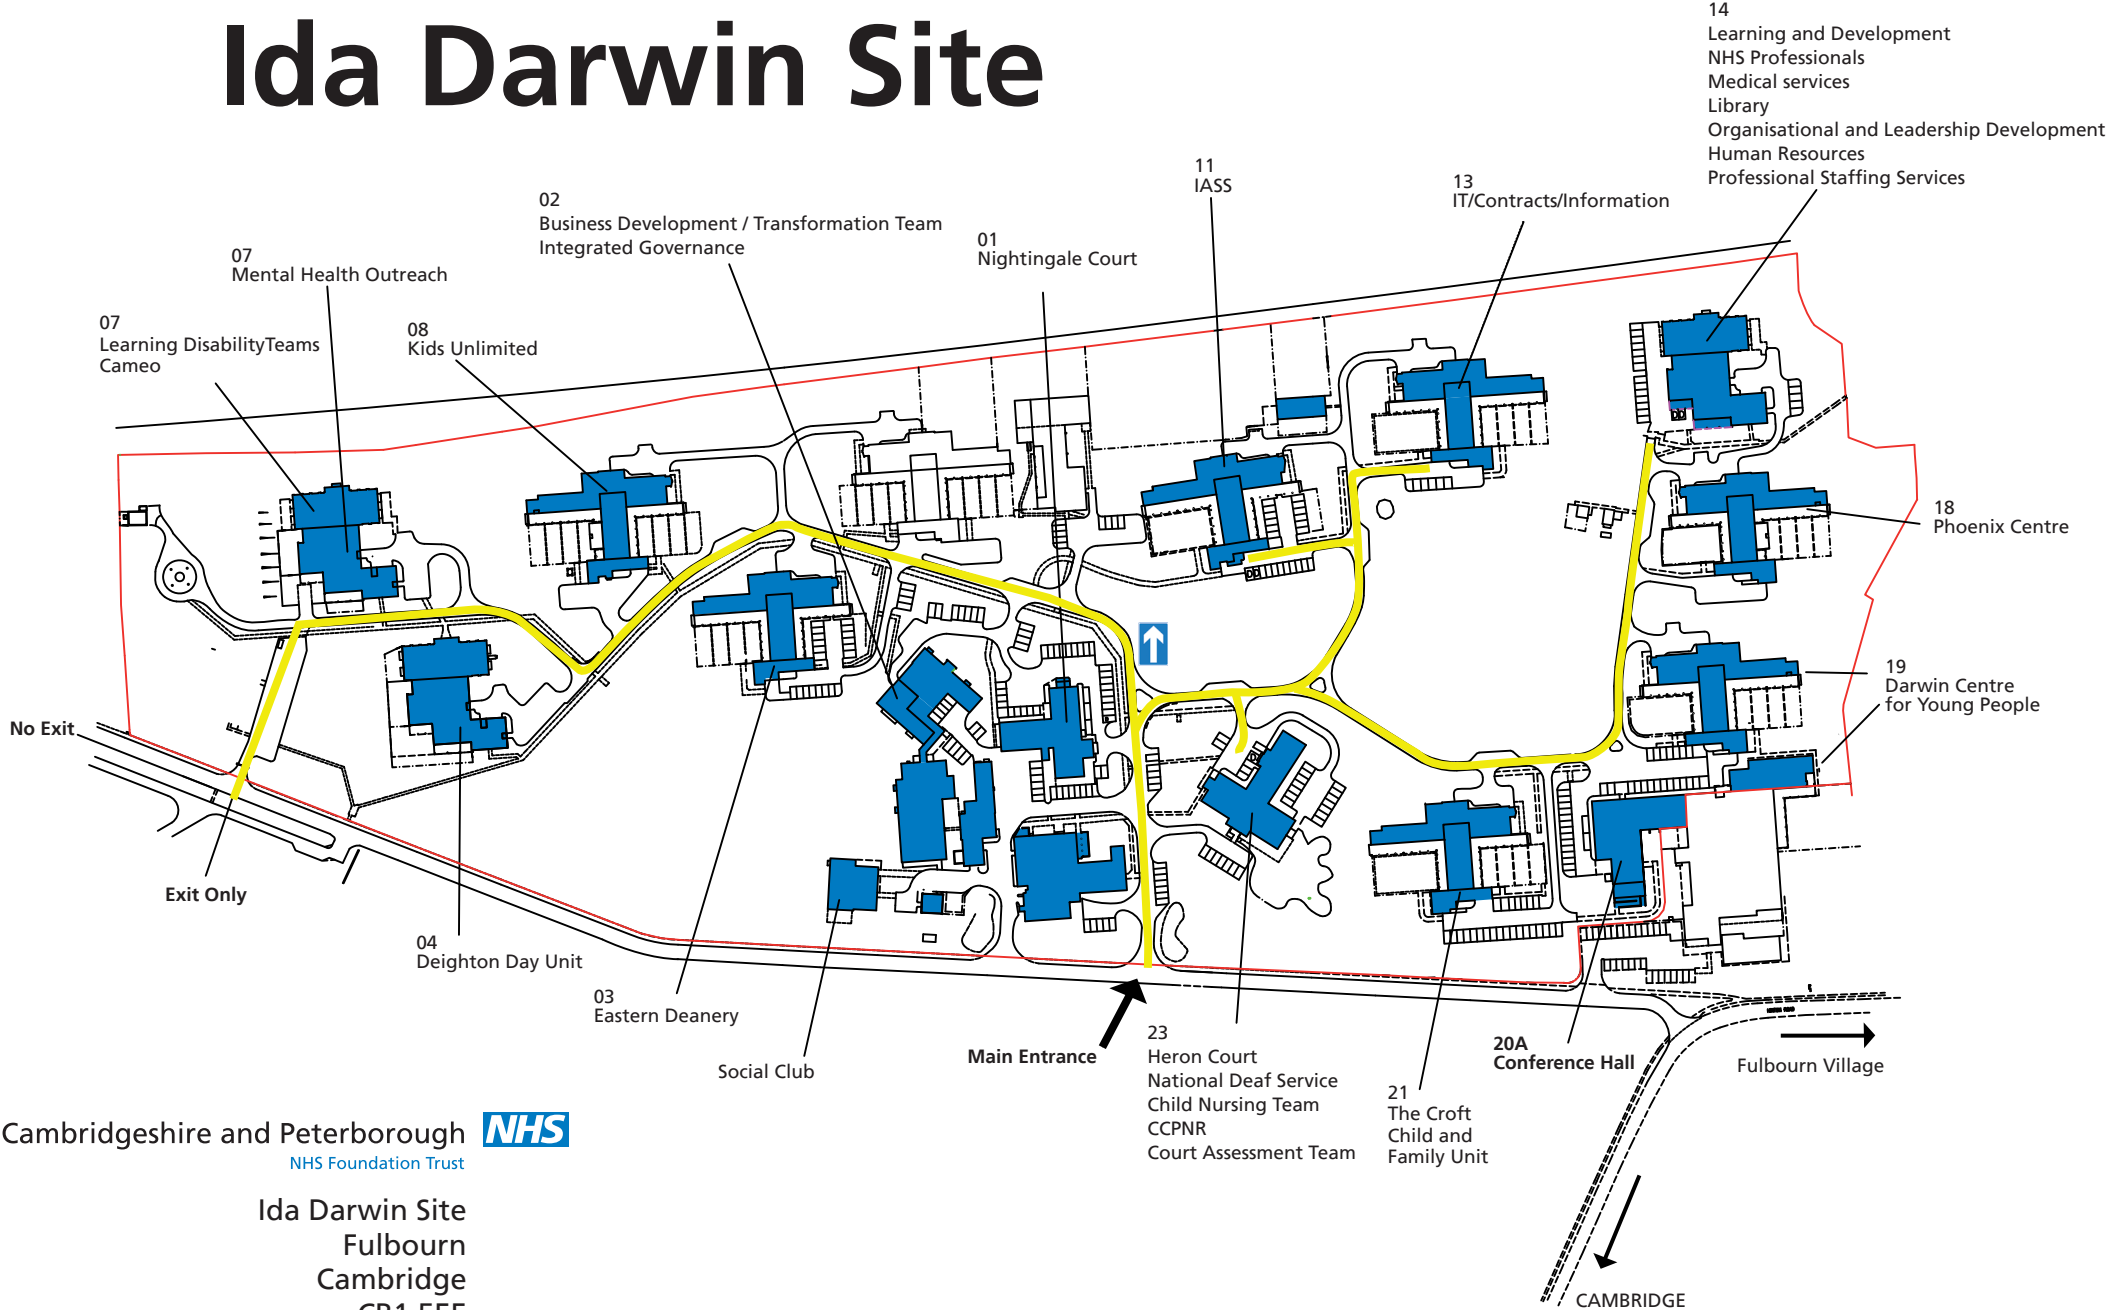 Ida Darwin Site
14
Learning and Development
NHS Professionals
Medical services
Library
Organisational and Leadership Development
Human Resources
Professional Staffing Services
11
IASS
13
IT/Contracts/Information
02
Business Development / Transformation Team
Integrated Governance
01
Nightingale Court
07
Mental Health Outreach
07
Learning DisabilityTeams
Cameo
08
Kids Unlimited
18
Phoenix Centre
19
Darwin Centre
for Young People
No Exit
Exit Only
04
Deighton Day Unit
03
Eastern Deanery
Social Club
Main Entrance
23
Heron Court
National Deaf Service
Child Nursing Team
CCPNR
Court Assessment Team
21
The Croft
Child and
Family Unit
20A
Conference Hall
Fulbourn Village
CAMBRIDGE
Cambridgeshire and Peterborough NHS
NHS Foundation Trust
Ida Darwin Site
Fulbourn
Cambridge